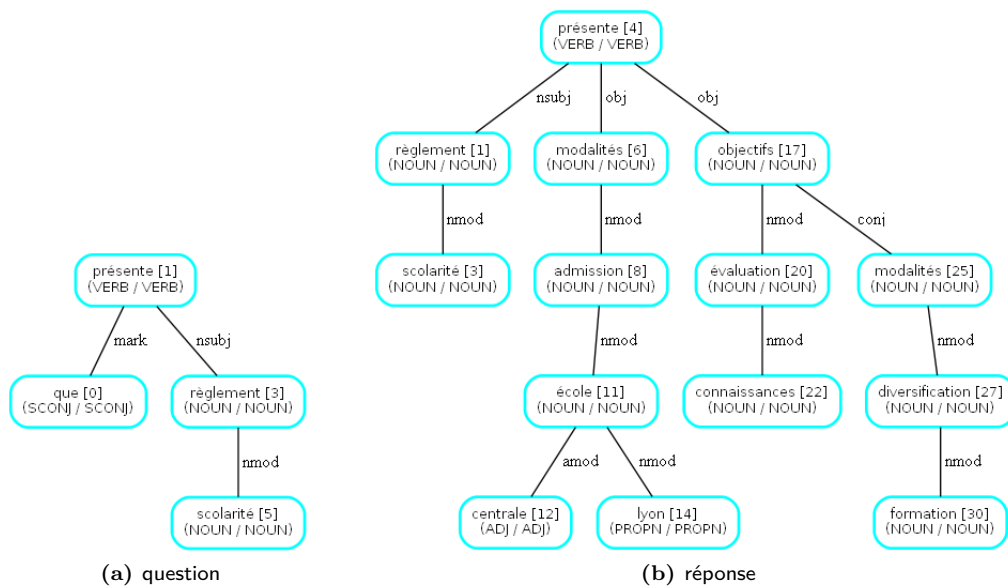 présente [4]
(VERB / VERB)
nsubj
obj
obj
règlement [1]
(NOUN / NOUN)
modalités [6]
(NOUN / NOUN)
objectifs [17]
(NOUN / NOUN)
nmod
nmod
nmod
conj
présente [1]
(VERB / VERB)
scolarité [3]
(NOUN / NOUN)
admission [8]
(NOUN / NOUN)
évaluation [20]
(NOUN / NOUN)
modalités [25]
(NOUN / NOUN)
mark
nsubj
nmod
nmod
nmod
que [0]
(SCONJ / SCONJ)
règlement [3]
(NOUN / NOUN)
école [11]
(NOUN / NOUN)
connaissances [22]
(NOUN / NOUN)
diversification [27]
(NOUN / NOUN)
nmod
amod
nmod
nmod
scolarité [5]
(NOUN / NOUN)
centrale [12]
(ADJ / ADJ)
lyon [14]
(PROPN / PROPN)
formation [30]
(NOUN / NOUN)
(a) question
(b) réponse